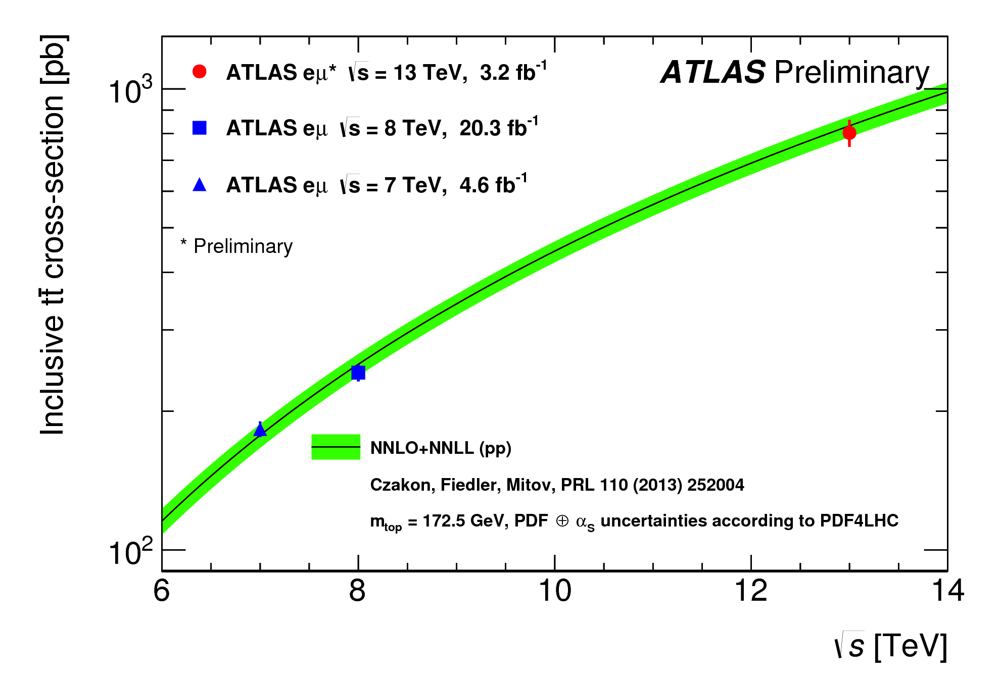 ATLAS Preliminary
ATLAS eμ* √s = 13 TeV, 3.2 fb⁻¹
ATLAS eμ √s = 8 TeV, 20.3 fb⁻¹
ATLAS eμ √s = 7 TeV, 4.6 fb⁻¹
* Preliminary
Inclusive tt̄ cross-section [pb]
10³
10²
NNLO+NNLL (pp)
Czakon, Fiedler, Mitov, PRL 110 (2013) 252004
m_top = 172.5 GeV, PDF ⊕ α_S uncertainties according to PDF4LHC
6 8 10 12 14
√s [TeV]